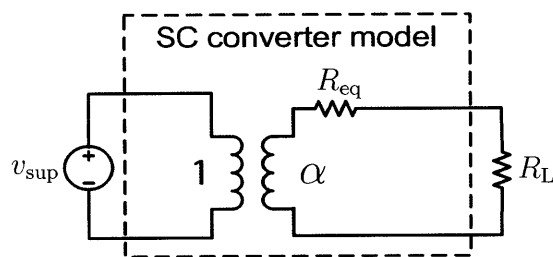 SC converter model
R_eq
v_sup
+
−
1
α
R_L